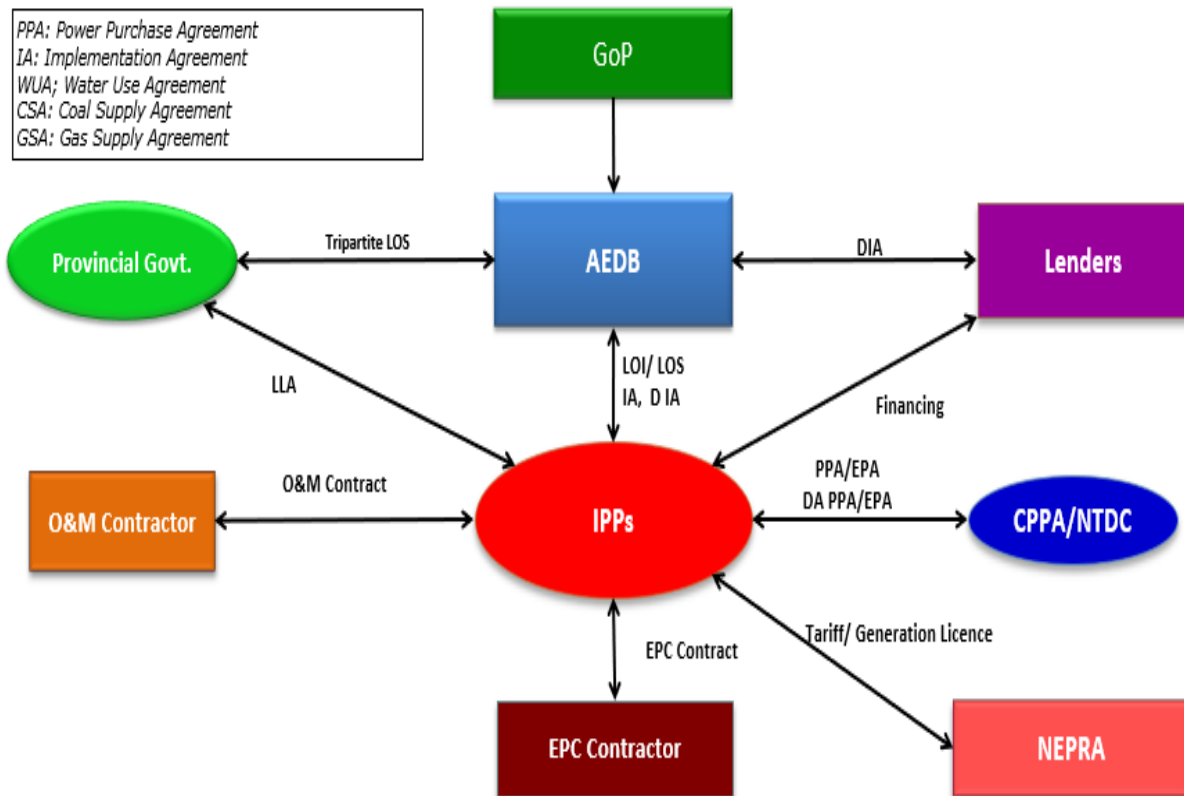 PPA: Power Purchase Agreement
IA: Implementation Agreement
WUA; Water Use Agreement
CSA: Coal Supply Agreement
GSA: Gas Supply Agreement
GoP
Provincial Govt.
Tripartite LOS
AEDB
DIA
Lenders
LLA
LOI/ LOS
IA, D IA
Financing
O&M Contractor
O&M Contract
IPPs
PPA/EPA
DA PPA/EPA
CPPA/NTDC
EPC Contract
Tariff/ Generation Licence
EPC Contractor
NEPRA